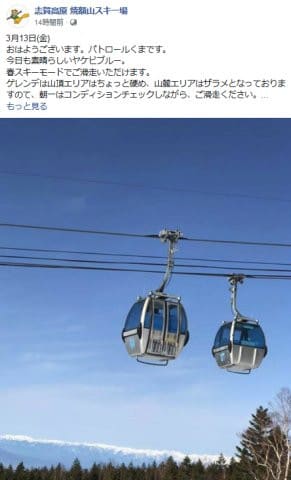 志賀高原 焼額山スキー場
14時間前・
3月13日(金)
おはようございます。パトロールくまです。
今日も素晴らしいヤケビブルー。
春スキーモードでご滑走いただけます。
ゲレンデは山頂エリアはちょっと硬め、山麓エリアはザラメとなっております
すので、朝一はコンディションチェックしながら、ご滑走ください。...
もっと見る